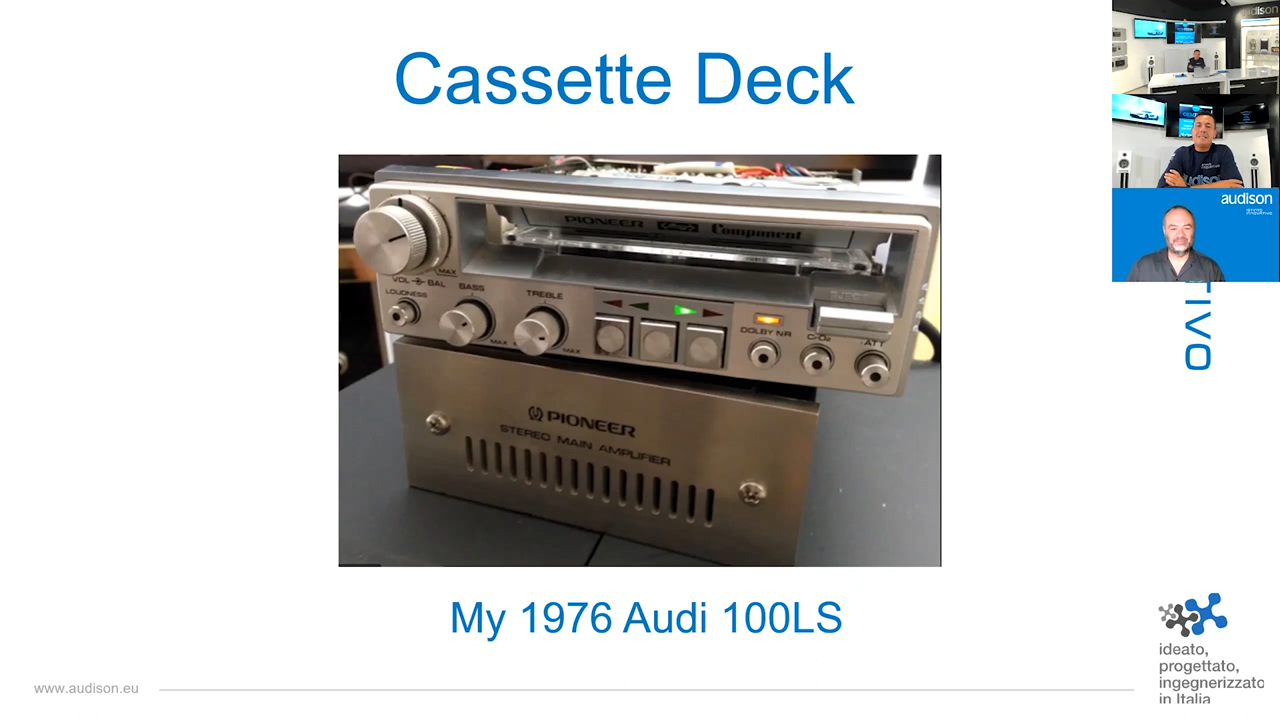 Cassette Deck
audison
PIONEER
Component
MAX
VOL
BAL
LOUDNESS
BASS
MAX
TREBLE
MAX
DOLBY NR
CrO₂
ATT
PIONEER
STEREO MAIN AMPLIFIER
My 1976 Audi 100LS
audison
TIVO
ideato,
progettato,
ingegnerizzato
in Italia
www.audison.eu